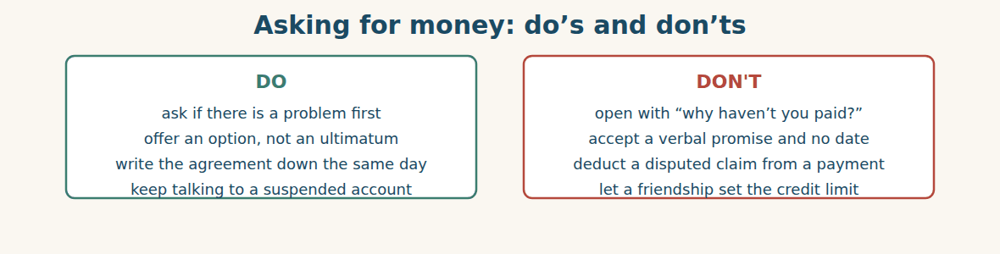 Asking for money: do’s and don’ts
DO
ask if there is a problem first
offer an option, not an ultimatum
write the agreement down the same day
keep talking to a suspended account
DON'T
open with “why haven’t you paid?”
accept a verbal promise and no date
deduct a disputed claim from a payment
let a friendship set the credit limit